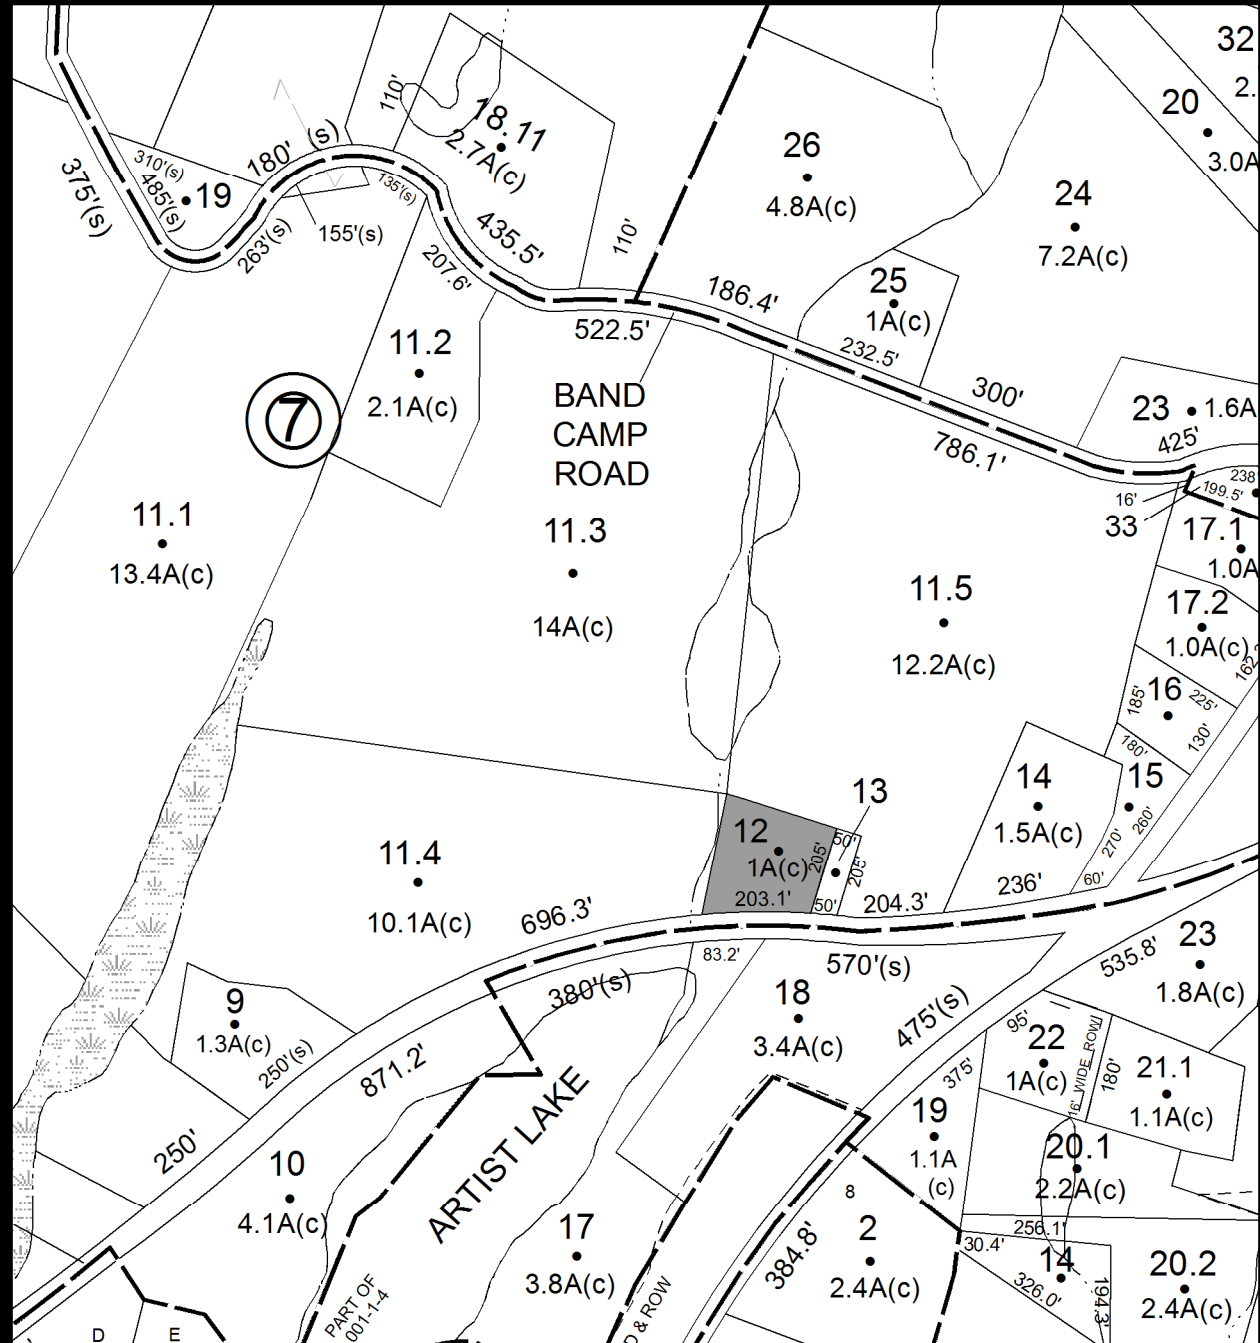 32
2.
20
3.0A
110'
18.11
2.7A(c)
26
4.8A(c)
24
7.2A(c)
310'(s)
180' (s)
375'(s)
485'(s)
19
135'(s)
263'(s)
155'(s)
435.5'
207.6'
110'
25
1A(c)
186.4'
232.5'
522.5'
300'
11.2
2.1A(c)
7
BAND
CAMP
ROAD
23
1.6A
425'
786.1'
238
199.5'
16'
33
17.1
1.0A
11.1
13.4A(c)
11.3
14A(c)
11.5
12.2A(c)
17.2
1.0A(c)
162.
185'
16
225'
130'
180'
14
1.5A(c)
15
260'
270'
60'
13
12
1A(c)
203.1'
205'
50'
205'
50'
204.3'
236'
11.4
10.1A(c)
696.3'
83.2'
570'(s)
380'(s)
9
1.3A(c)
250'(s)
871.2'
250'
18
3.4A(c)
475'(s)
535.8'
23
1.8A(c)
95'
22
1A(c)
16' WIDE ROW
180'
21.1
1.1A(c)
375'
19
1.1A
(c)
20.1
2.2A(c)
10
4.1A(c)
ARTIST LAKE
17
3.8A(c)
8
2
2.4A(c)
384.8'
256.1'
30.4'
14
326.0'
194.3'
20.2
2.4A(c)
PART OF
001-1-4
D & ROW
D
E